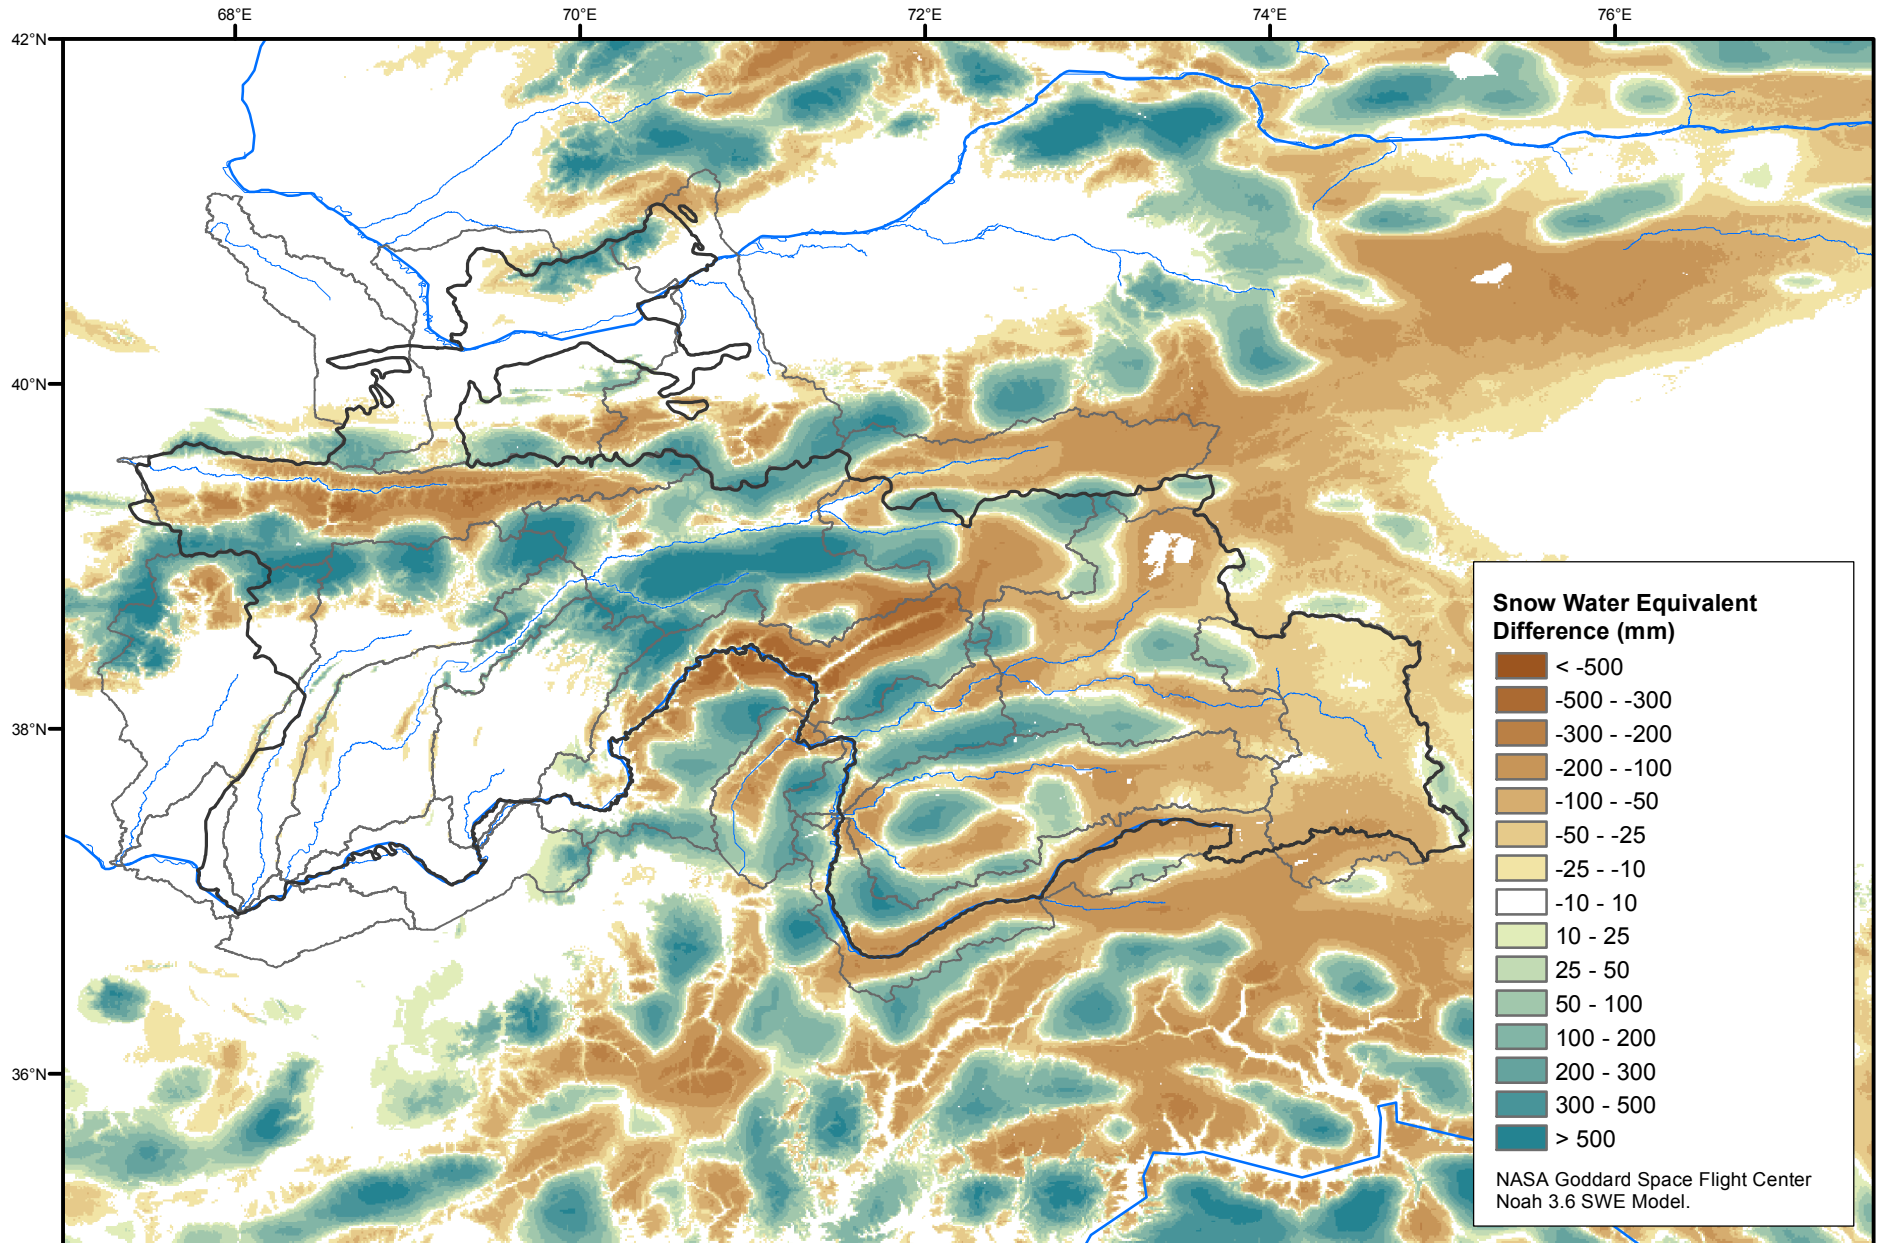 68°E
70°E
72°E
74°E
76°E
42°N
40°N
38°N
36°N
Snow Water Equivalent
Difference (mm)
< -500
-500 - -300
-300 - -200
-200 - -100
-100 - -50
-50 - -25
-25 - -10
-10 - 10
10 - 25
25 - 50
50 - 100
100 - 200
200 - 300
300 - 500
> 500
NASA Goddard Space Flight Center
Noah 3.6 SWE Model.